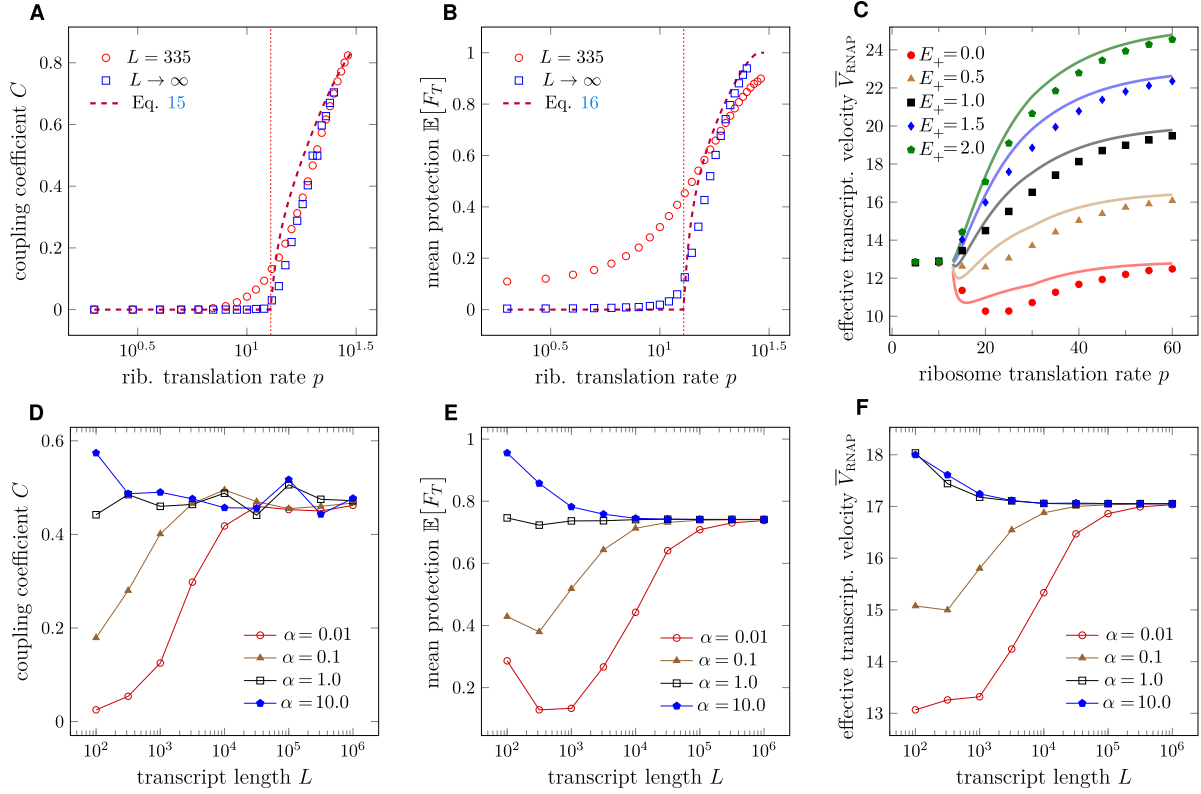 A
coupling coefficient C
0.8
0.6
0.4
0.2
0
L = 335
L → ∞
Eq. 15
10^0.5
10^1
10^1.5
rib. translation rate p
B
mean protection 𝔼[F_T]
1
0.8
0.6
0.4
0.2
0
L = 335
L → ∞
Eq. 16
10^0.5
10^1
10^1.5
rib. translation rate p
C
effective transcript. velocity V̅_RNAP
24
22
20
18
16
14
12
10
E_+=0.0
E_+=0.5
E_+=1.0
E_+=1.5
E_+=2.0
0
20
40
60
ribosome translation rate p
D
coupling coefficient C
0.6
0.4
0.2
0
α = 0.01
α = 0.1
α = 1.0
α = 10.0
10^2
10^3
10^4
10^5
10^6
transcript length L
E
mean protection 𝔼[F_T]
1
0.8
0.6
0.4
0.2
α = 0.01
α = 0.1
α = 1.0
α = 10.0
10^2
10^3
10^4
10^5
10^6
transcript length L
F
effective transcript. velocity V̅_RNAP
18
17
16
15
14
13
α = 0.01
α = 0.1
α = 1.0
α = 10.0
10^2
10^3
10^4
10^5
10^6
transcript length L